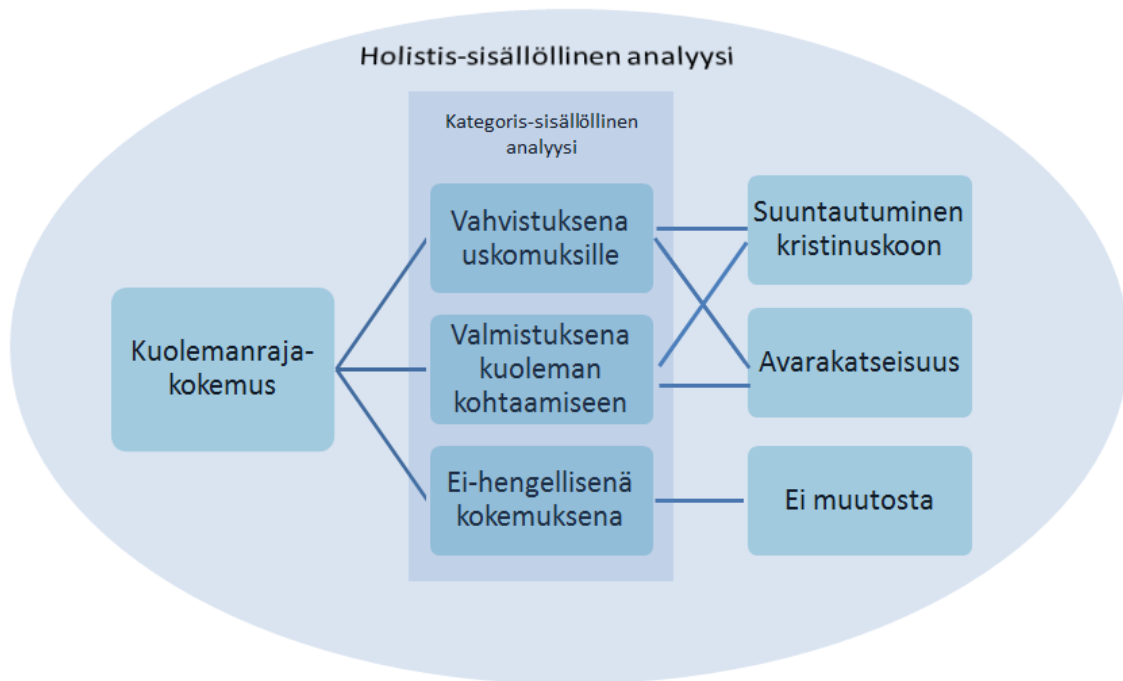 Holistis-sisällöllinen analyysi
Kategoris-sisällöllinen
analyysi
Kuolemanraja-
kokemus
Vahvistuksena
uskomuksille
Valmistuksena
kuoleman
kohtaamiseen
Ei-hengellisenä
kokemuksena
Suuntautuminen
kristinuskoon
Avarakatseisuus
Ei muutosta